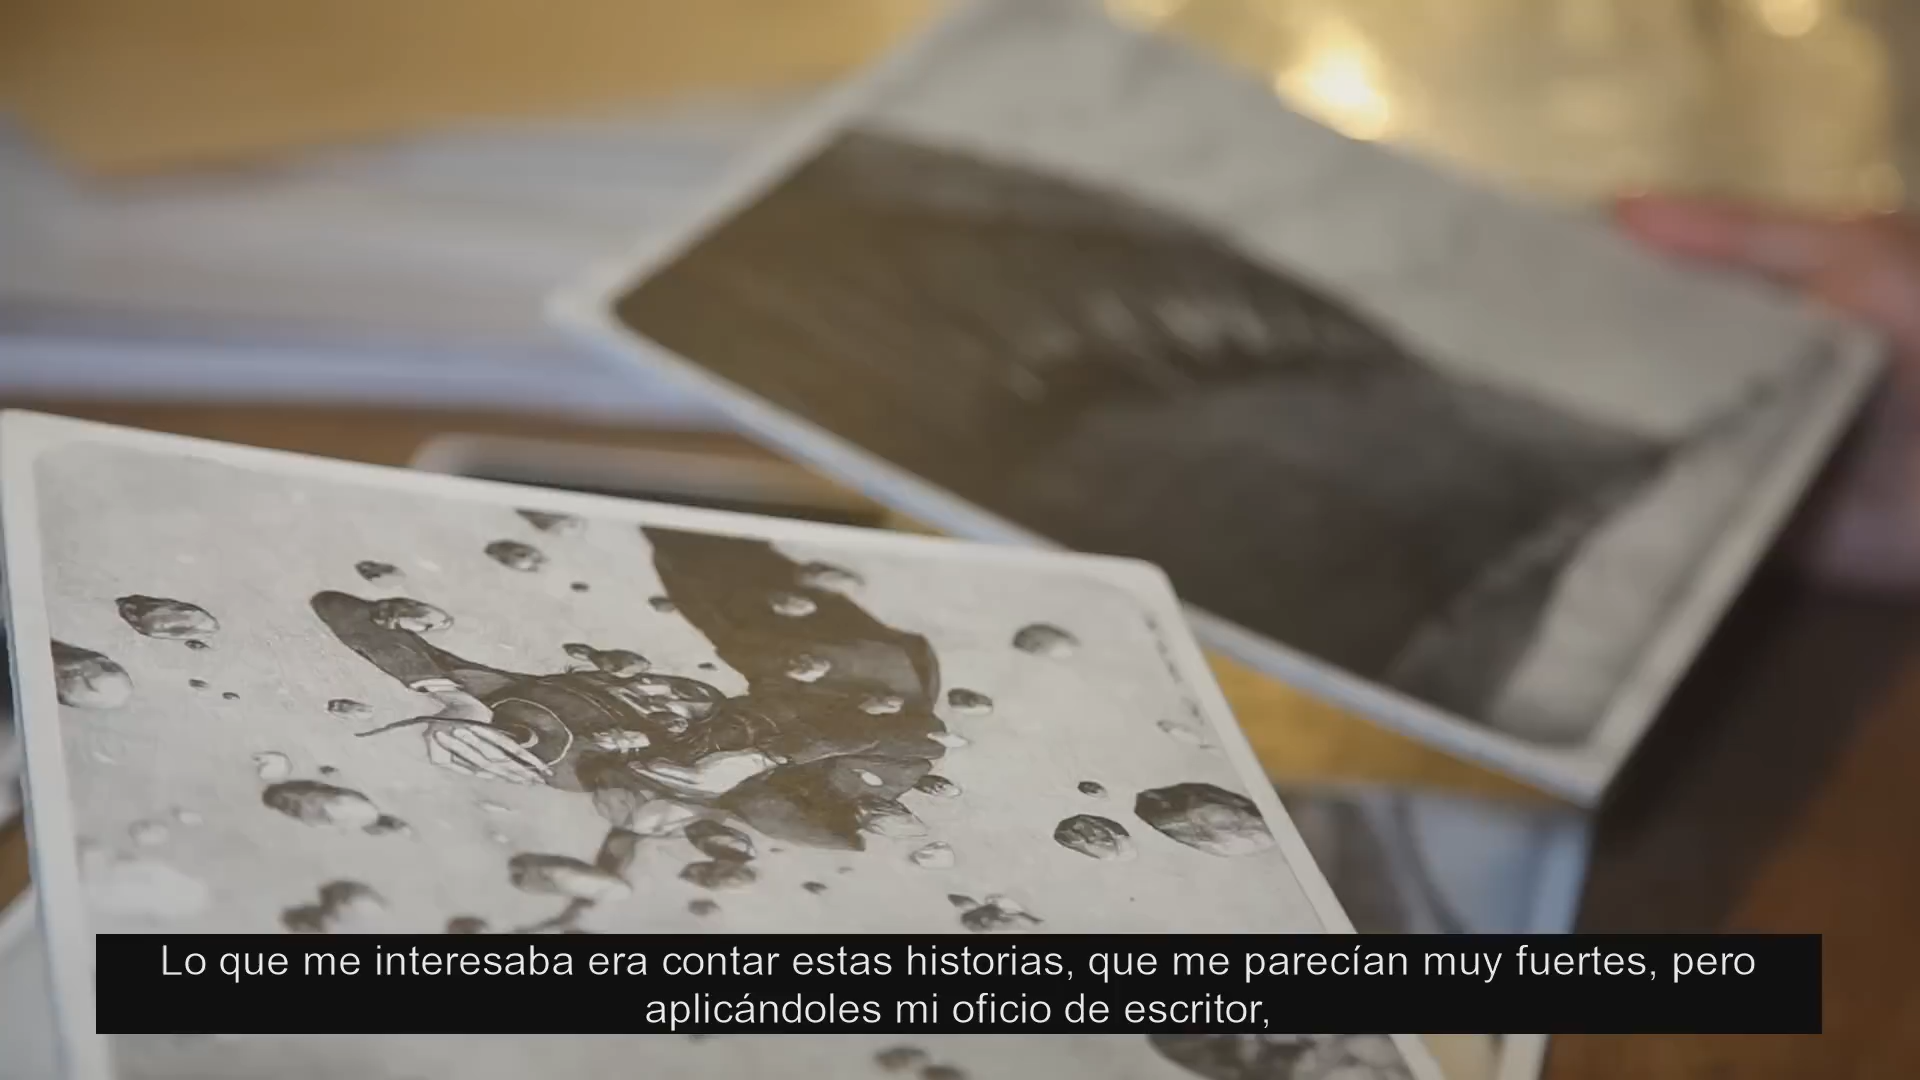 Lo que me interesaba era contar estas historias, que me parecían muy fuertes, pero
aplicándoles mi oficio de escritor,